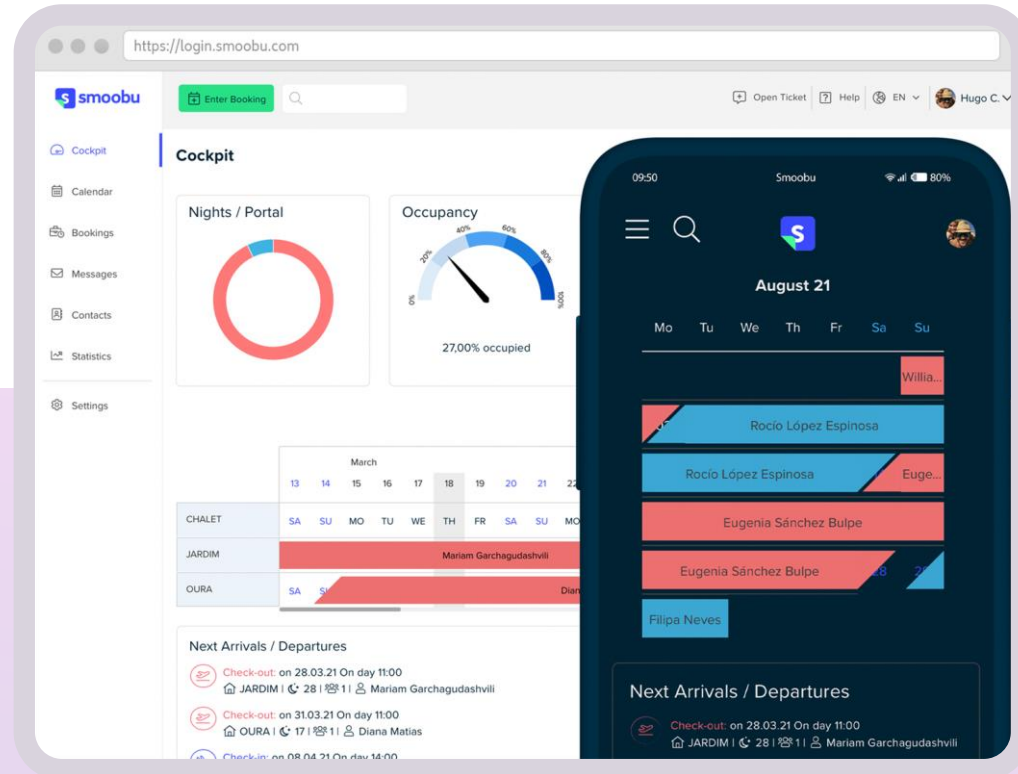 https://login.smoobu.com
smoobu
Enter Booking
Open Ticket
Help
EN
Hugo C.
Cockpit
Calendar
Bookings
Messages
Contacts
Statistics
Settings
Cockpit
Nights / Portal
Occupancy
0% 20% 40% 60% 80% 100%
27,00% occupied
March
13 14 15 16 17 18 19 20 21 22
CHALET SA SU MO TU WE TH FR SA SU MO
JARDIM Mariam Garchagudashvili
OURA SA
Next Arrivals / Departures
Check-out: on 28.03.21 On day 11:00
JARDIM | 28 | 1 | Mariam Garchagudashvili
Check-out: on 31.03.21 On day 11:00
OURA | 17 | 1 | Diana Matias
Check-in: on 08.04.21 On day 14:00
09:50 Smoobu 80%
S
August 21
Mo Tu We Th Fr Sa Su
Willia...
Rocío López Espinosa
Rocío López Espinosa Euge...
Eugenia Sánchez Bulpe
Eugenia Sánchez Bulpe 28
Filipa Neves
Next Arrivals / Departures
Check-out: on 28.03.21 On day 11:00
JARDIM | 28 | 1 | Mariam Garchagudashvili